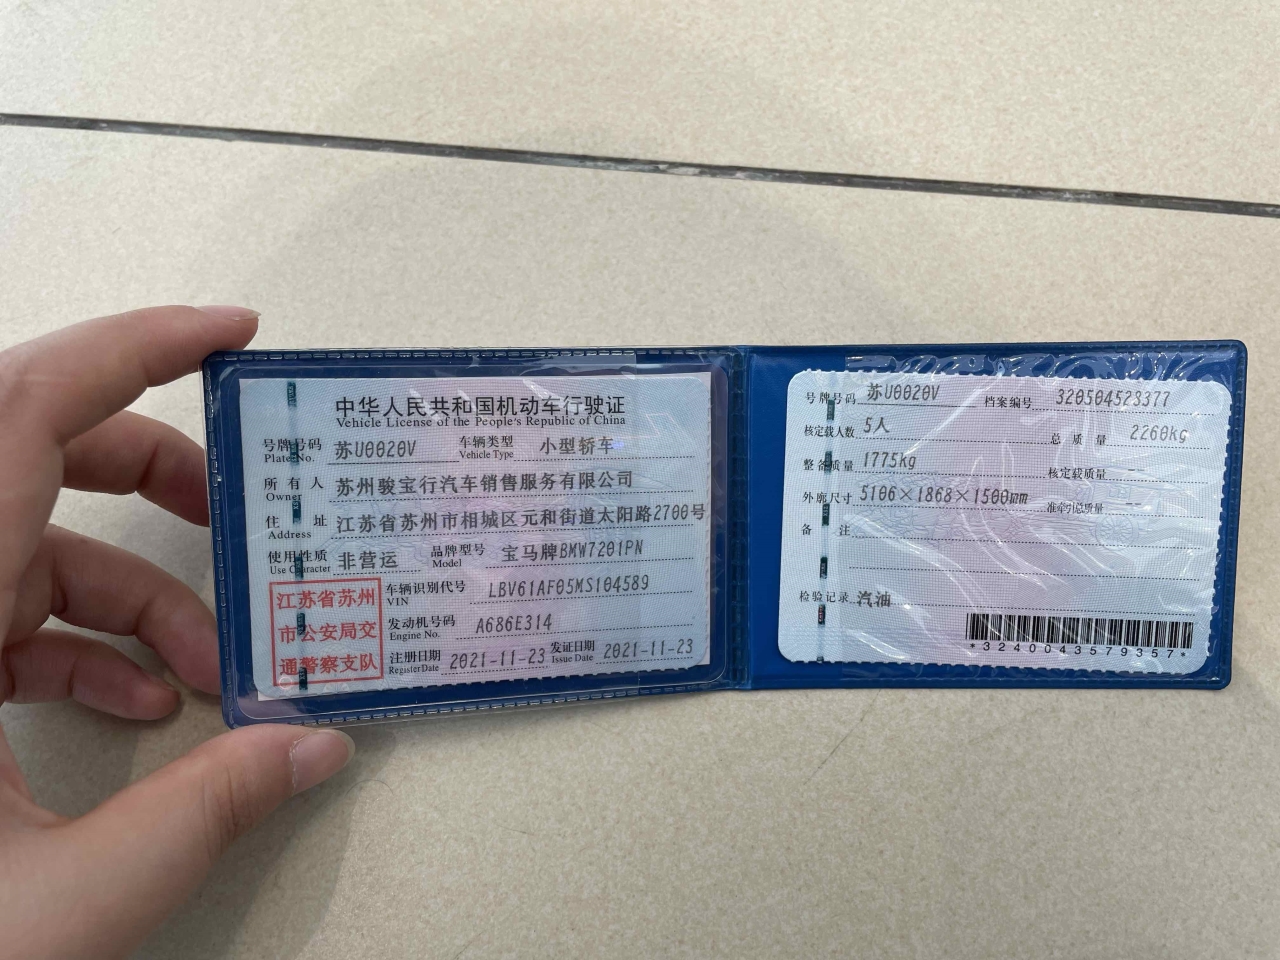 中华人民共和国机动车行驶证
Vehicle License of the People's Republic of China
号牌号码 苏U0020V 车辆类型 小型轿车
Plate No. Vehicle Type
所有人 苏州骏宝行汽车销售服务有限公司
Owner
住址 江苏省苏州市相城区元和街道太阳路2700号
Address
使用性质 非营运 品牌型号 宝马牌BMW7201PN
Use Character Model
江苏省苏州
市公安局交
通警察支队
车辆识别代号 LBV61AF05MS104589
VIN
发动机号码 A686E314
Engine No.
注册日期 2021-11-23 发证日期 2021-11-23
Register Date Issue Date
号牌号码 苏U0020V 档案编号 320504523377
核定载人数 5人 总质量 2260kg
整备质量 1775kg 核定载质量 --
外廓尺寸 5106×1868×1500mm 准牵引总质量 --
备注
检验记录 汽油
*3240043579357*